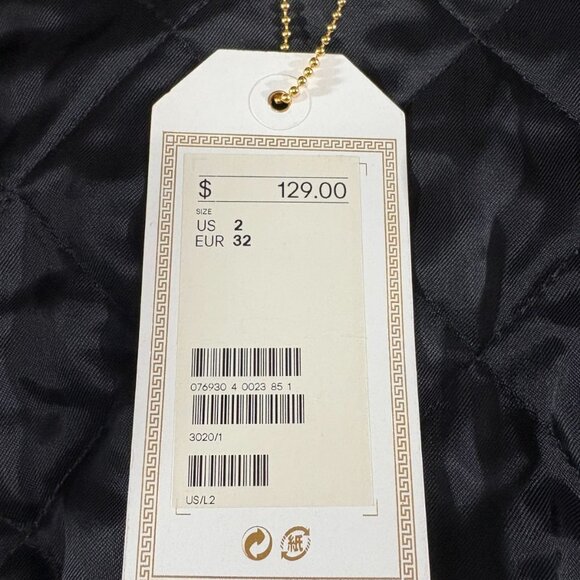 $ 129.00
SIZE
US 2
EUR 32
076930 4 0023 85 1
3020/1
US/L2
紙